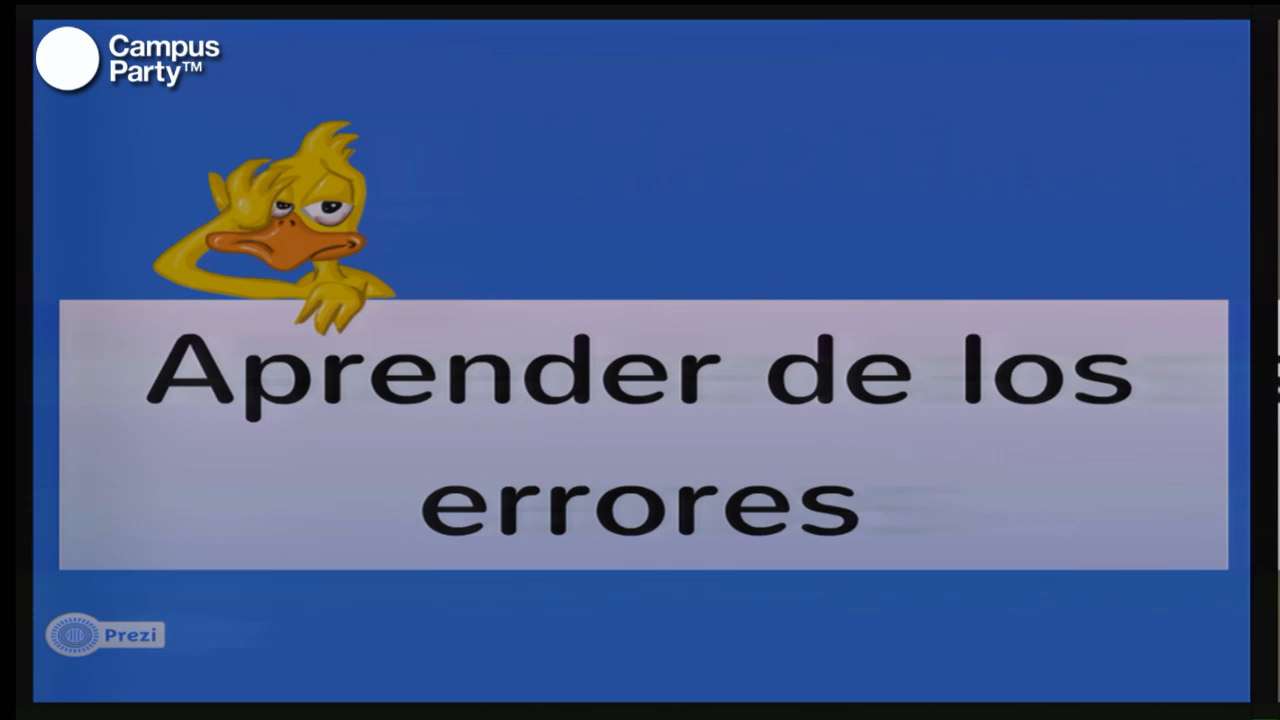 Campus
Party™
Aprender de los
errores
Prezi